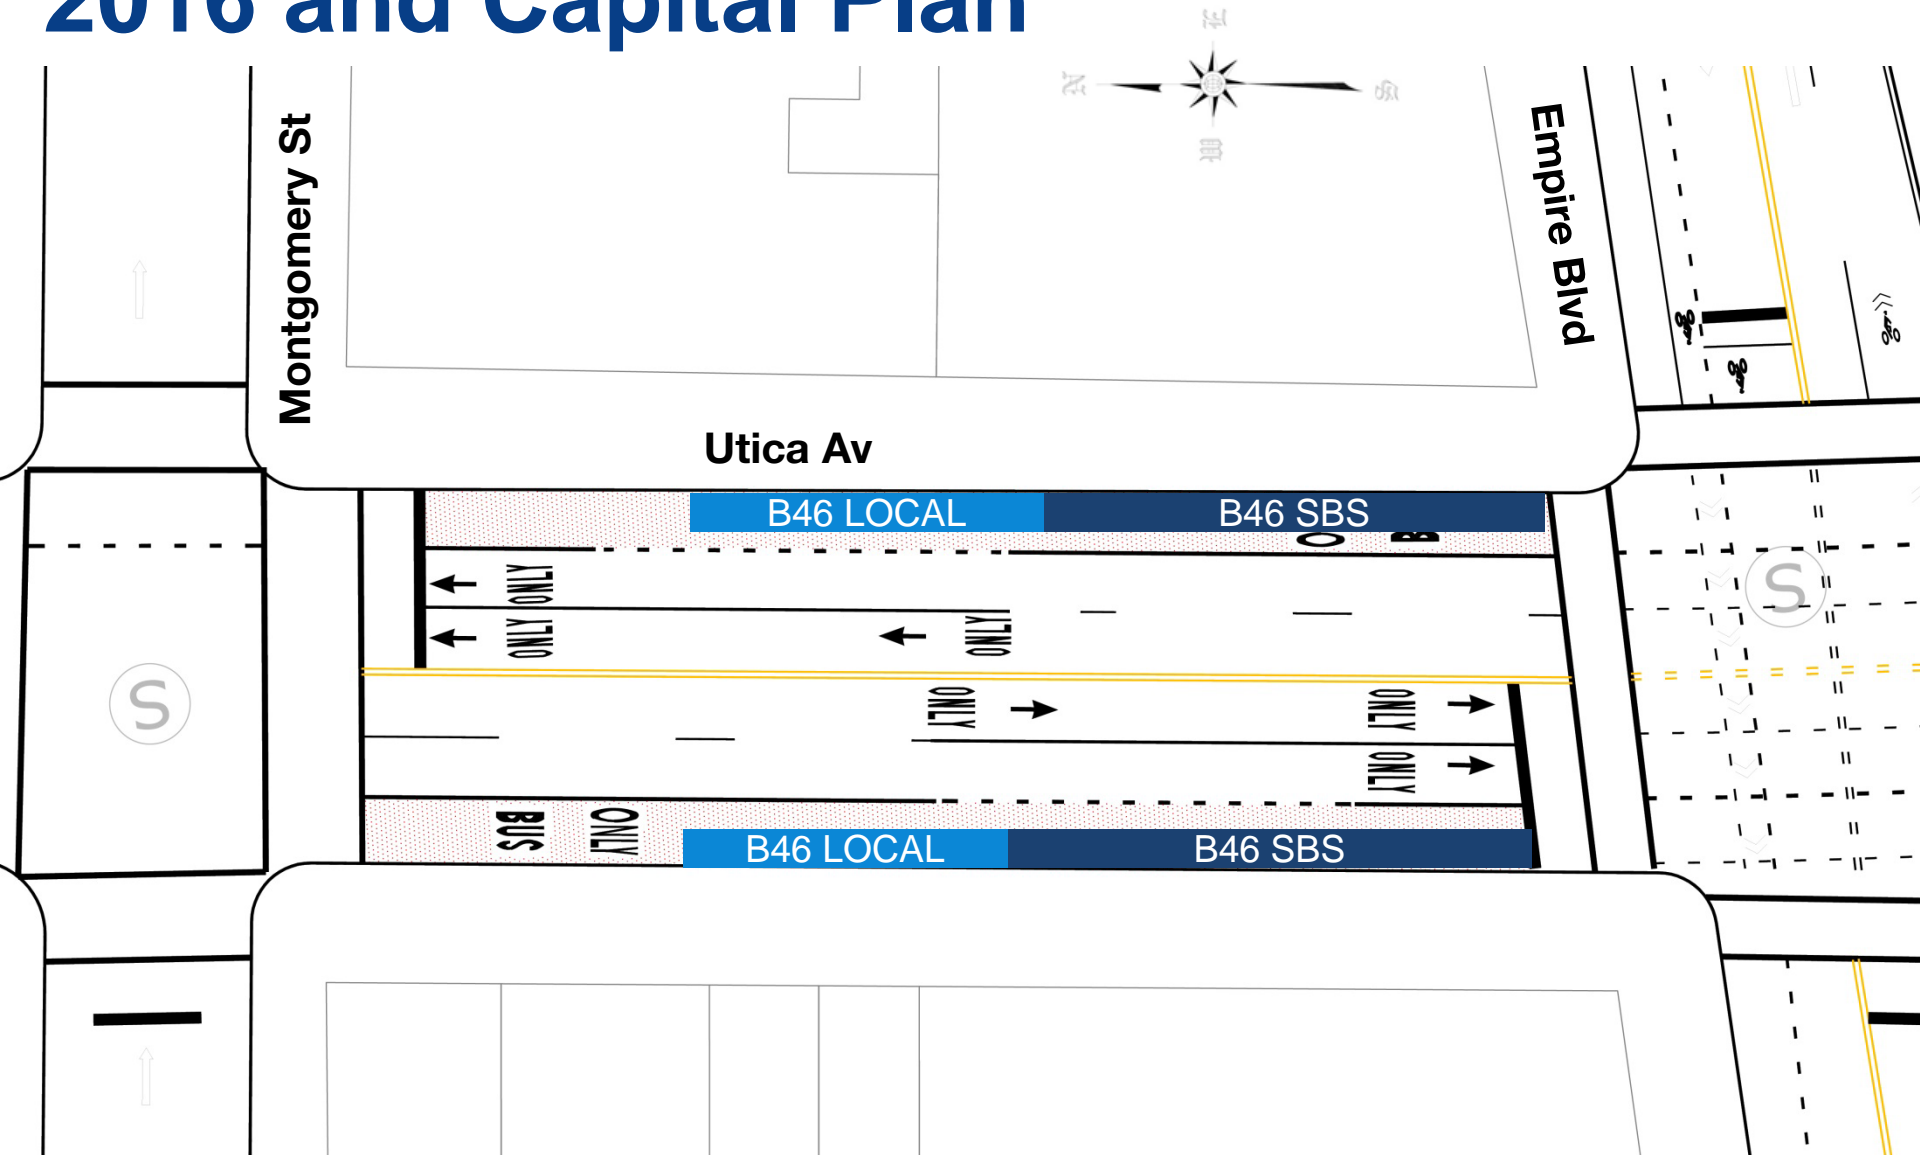 2016 and Capital Plan
E
N
S
W
Montgomery St
Empire Blvd
Utica Av
B46 LOCAL
B46 SBS
ONLY
ONLY
ONLY
ONLY
ONLY
ONLY
BUS
ONLY
B46 LOCAL
B46 SBS
S
S